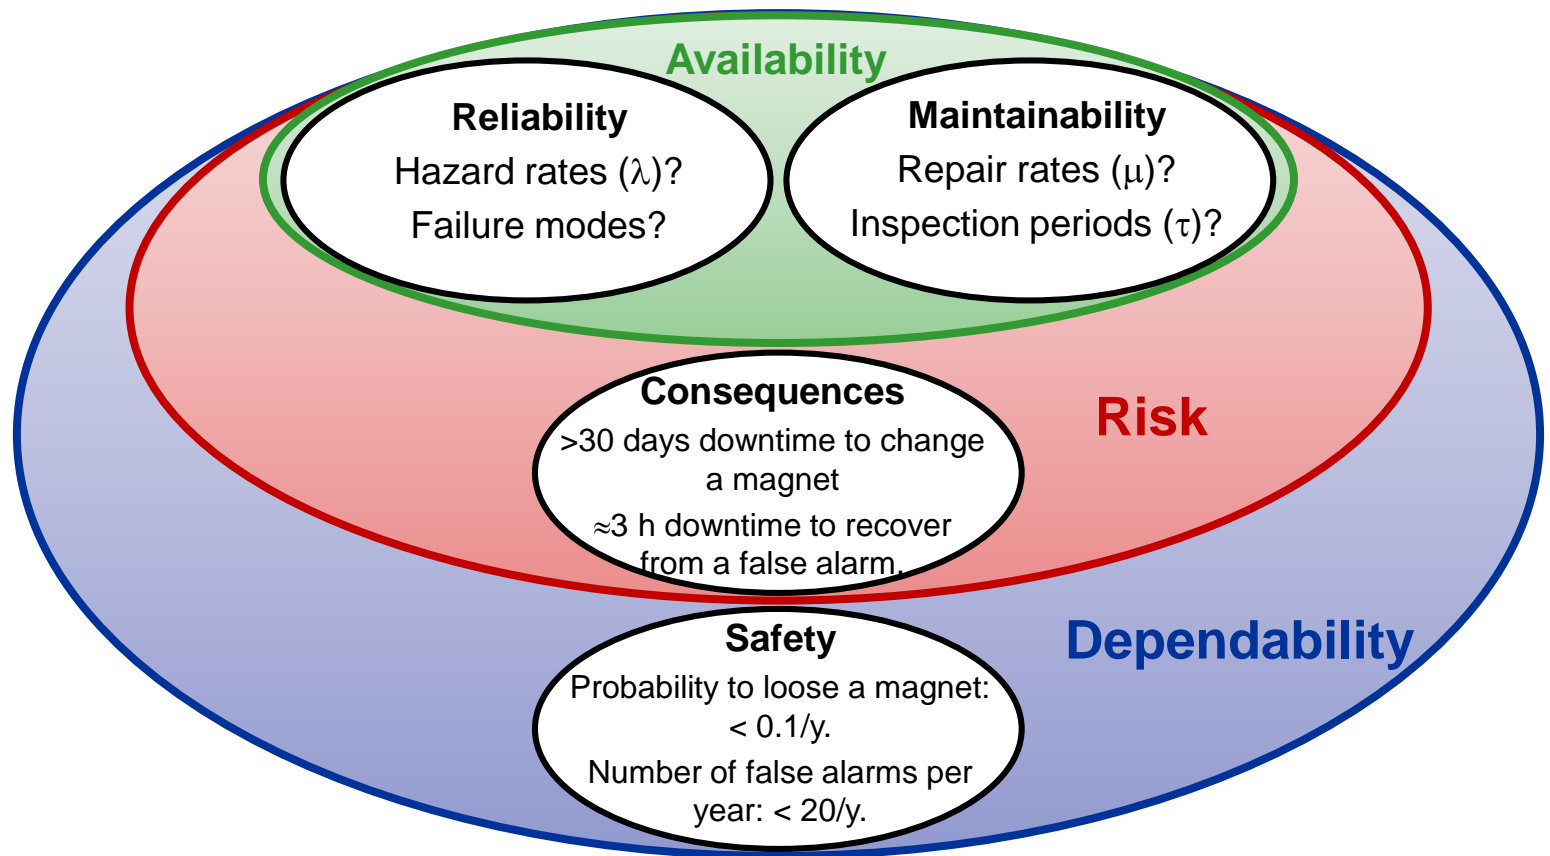 Availability
Reliability
Hazard rates (λ)?
Failure modes?
Maintainability
Repair rates (μ)?
Inspection periods (τ)?
Consequences
>30 days downtime to change
a magnet
≈3 h downtime to recover
from a false alarm.
Risk
Safety
Probability to loose a magnet:
< 0.1/y.
Number of false alarms per
year: < 20/y.
Dependability